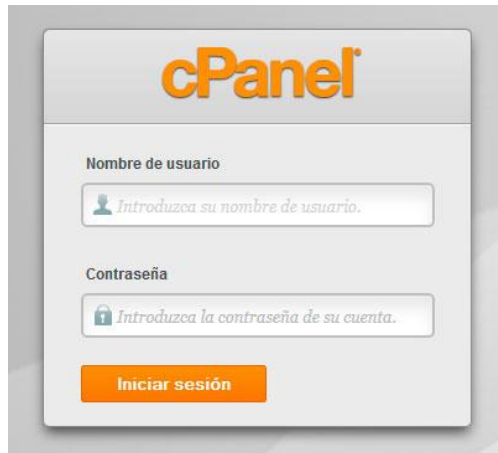 cPanel®
Nombre de usuario
Introduzca su nombre de usuario.
Contraseña
Introduzca la contraseña de su cuenta.
Iniciar sesión